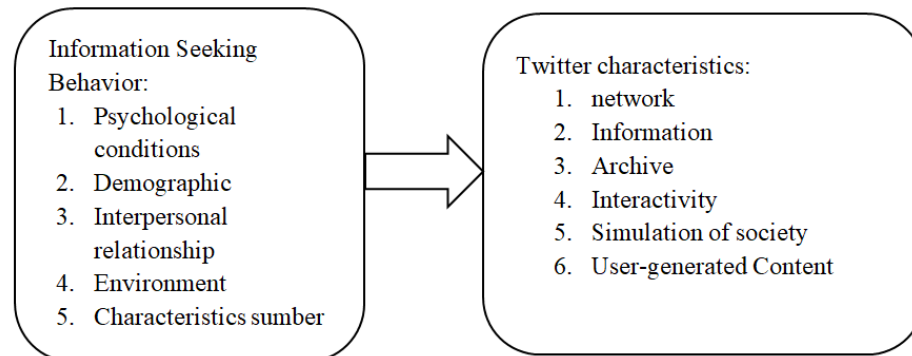 Information Seeking
Behavior:
1. Psychological
conditions
2. Demographic
3. Interpersonal
relationship
4. Environment
5. Characteristics sumber
Twitter characteristics:
1. network
2. Information
3. Archive
4. Interactivity
5. Simulation of society
6. User-generated Content